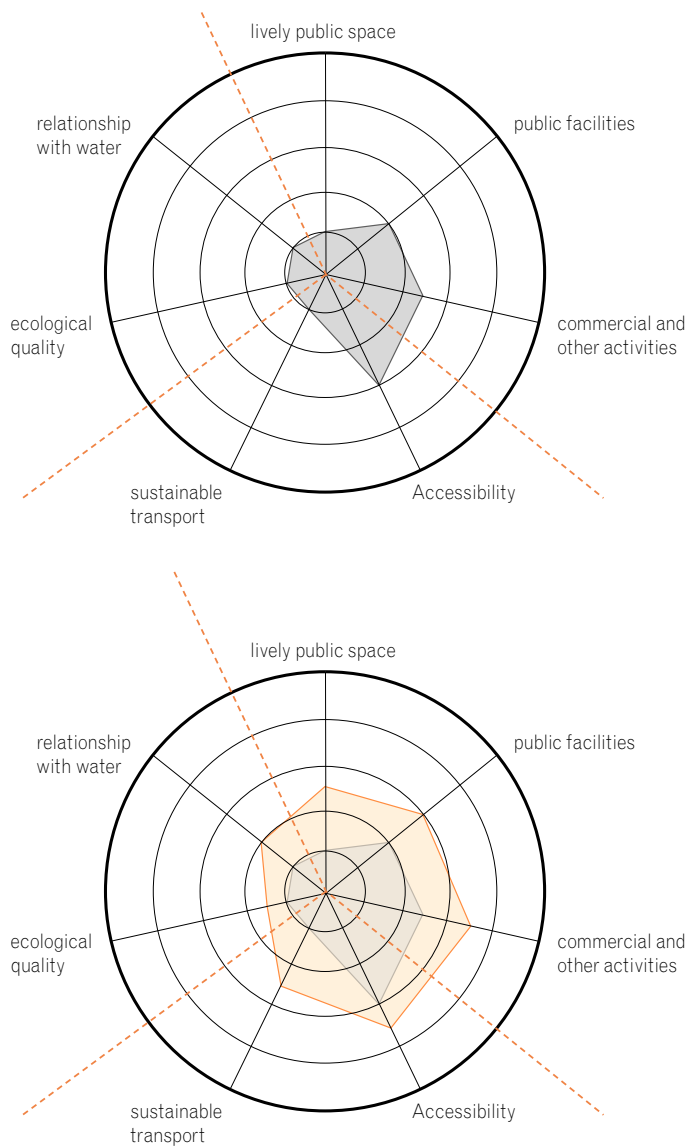 lively public space
relationship
with water
public facilities
ecological
quality
commercial and
other activities
sustainable
transport
Accessibility
lively public space
relationship
with water
public facilities
ecological
quality
commercial and
other activities
sustainable
transport
Accessibility